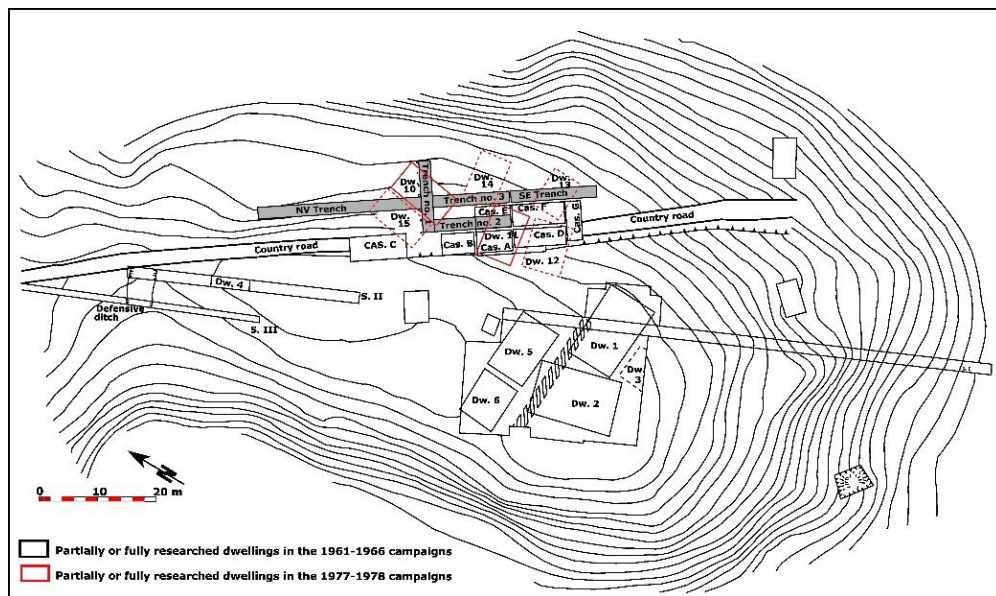 Dw.
10
Trench no. 1
Dw.
14
Dw.
13
NV Trench
Trench no. 3
SE Trench
Dw.
15
Cas. E
Cas. F
Cas. G
Trench no. 2
Country road
Country road
CAS. C
Cas. B
Dw. 11
Cas. A
Cas. D
Dw. 12
Dw. 4
S. II
Defensive
ditch
S. III
Dw. 5
Dw. 1
Dw.
3
Dw. 6
Dw. 2
N
0 10 20 m
Partially or fully researched dwellings in the 1961-1966 campaigns
Partially or fully researched dwellings in the 1977-1978 campaigns